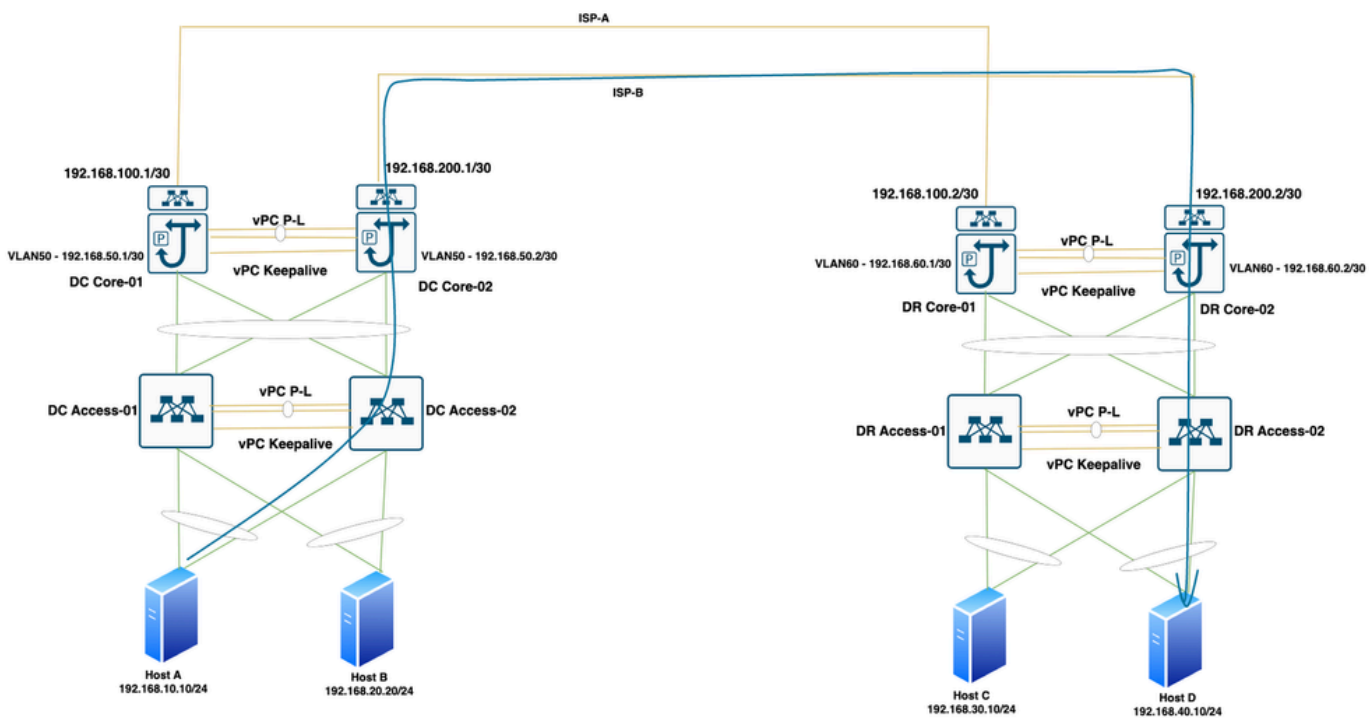 ISP-A
ISP-B
192.168.100.1/30
192.168.200.1/30
192.168.100.2/30
192.168.200.2/30
vPC P-L
P
P
VLAN50 - 192.168.50.1/30
VLAN50 - 192.168.50.2/30
vPC Keepalive
DC Core-01
DC Core-02
vPC P-L
P
P
VLAN60 - 192.168.60.1/30
VLAN60 - 192.168.60.2/30
vPC Keepalive
DR Core-01
DR Core-02
vPC P-L
DC Access-01
DC Access-02
vPC Keepalive
vPC P-L
DR Access-01
DR Access-02
vPC Keepalive
Host A
192.168.10.10/24
Host B
192.168.20.20/24
Host C
192.168.30.10/24
Host D
192.168.40.10/24